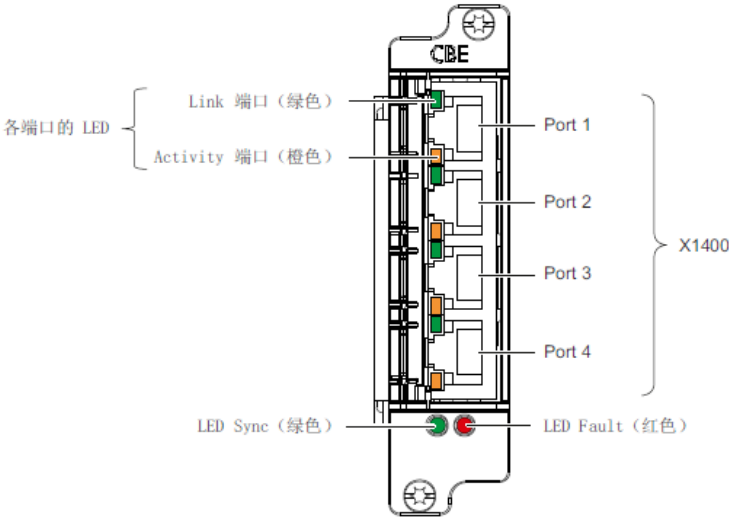 CBE
Link 端口（绿色）
各端口的 LED
Activity 端口（橙色）
Port 1
Port 2
Port 3
Port 4
X1400
LED Sync（绿色）
LED Fault（红色）